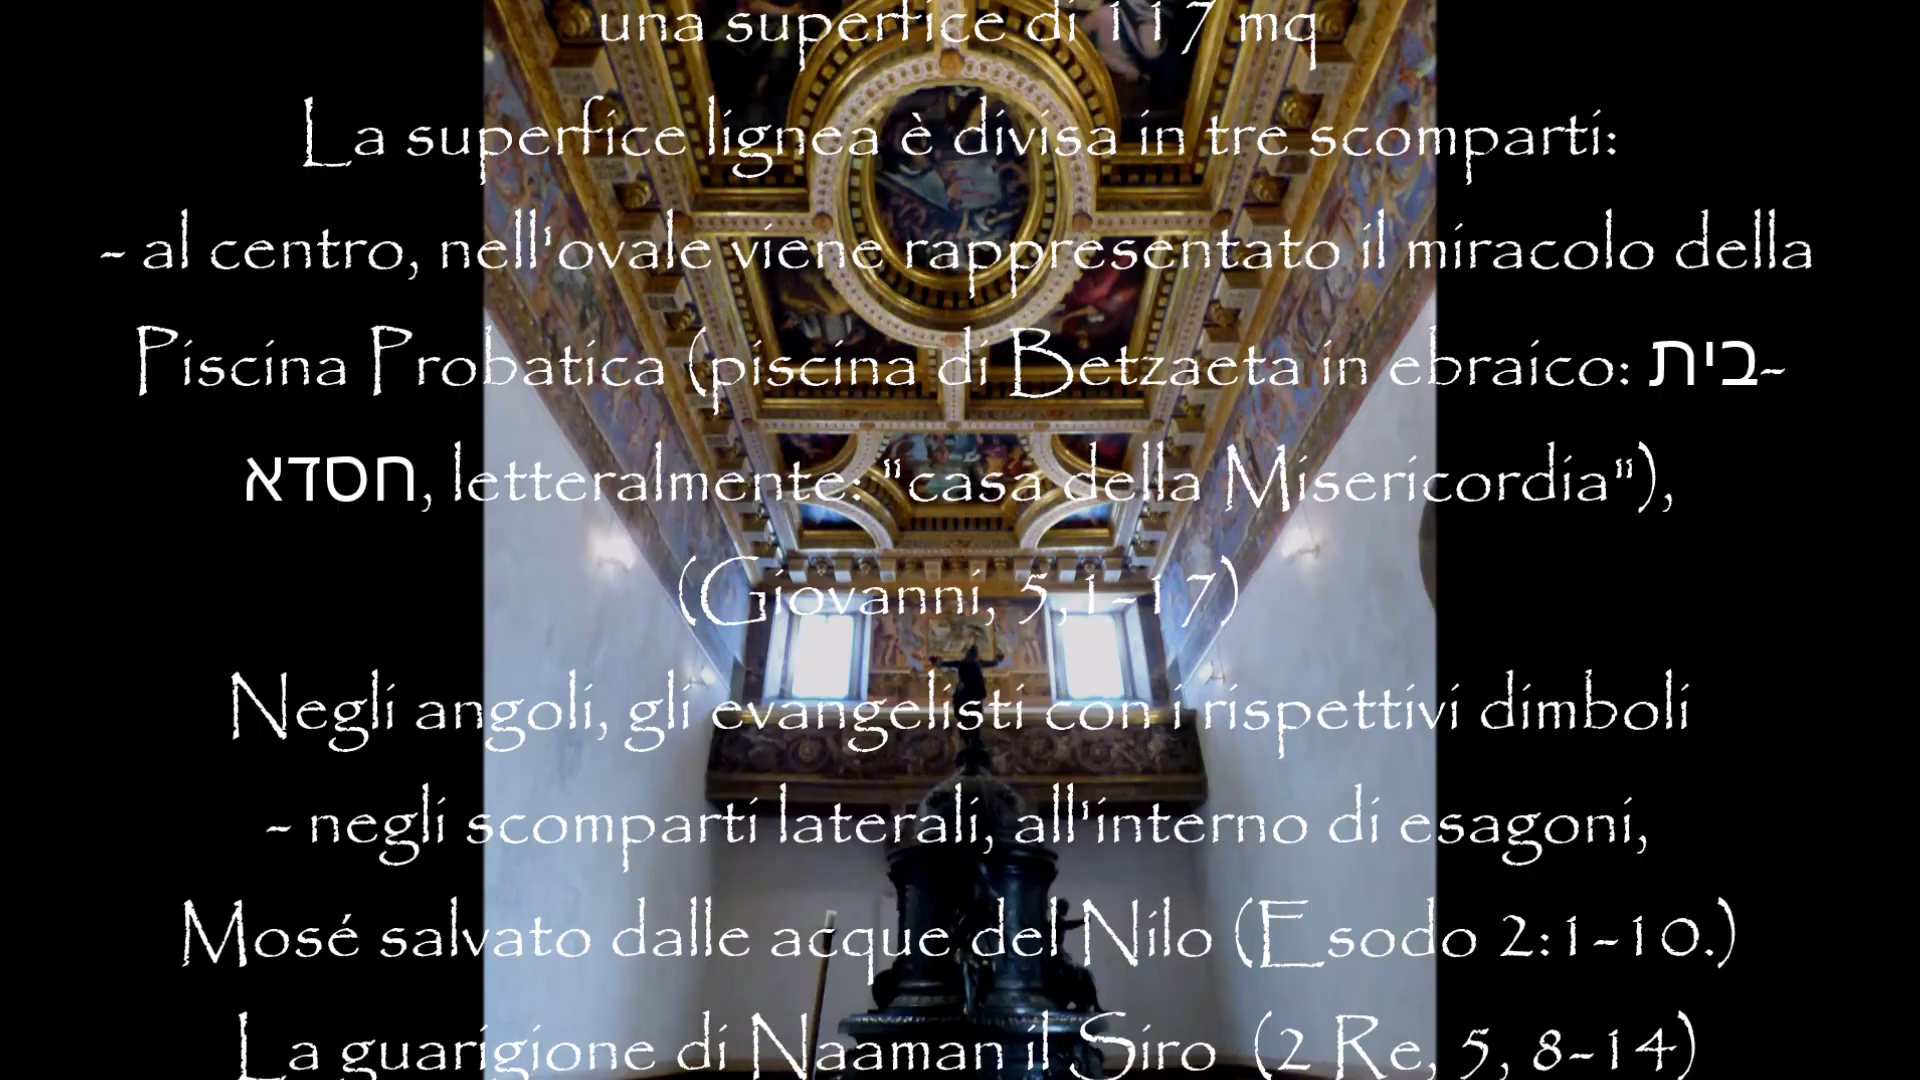 una superfice di 117 mq
La superfice lignea è divisa in tre scomparti:
- al centro, nell'ovale viene rappresentato il miracolo della
Piscina Probatica (piscina di Betzaeta in ebraico: בית-
חסדא, letteralmente: "casa della Misericordia"),
(Giovanni, 5,1-17)
Negli angoli, gli evangelisti con i rispettivi dimboli
- negli scomparti laterali, all'interno di esagoni,
Mosé salvato dalle acque del Nilo (Esodo 2:1-10.)
La guarigione di Naaman il Siro (2 Re, 5, 8-14)